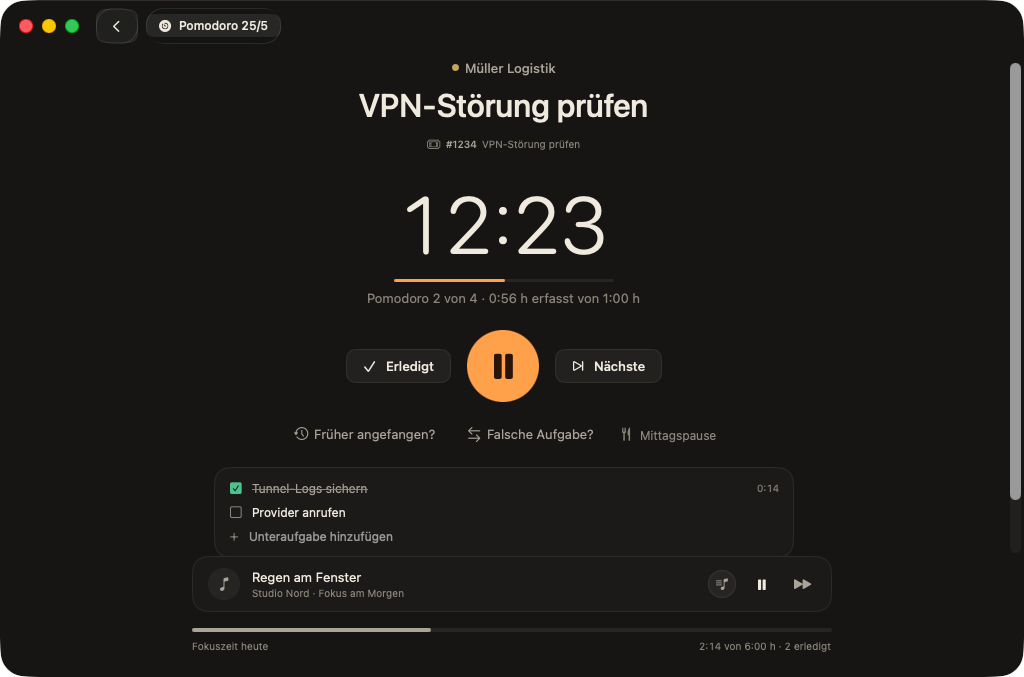 Pomodoro 25/5
Müller Logistik
VPN-Störung prüfen
#1234 VPN-Störung prüfen
12:23
Pomodoro 2 von 4 · 0:56 h erfasst von 1:00 h
Erledigt
Nächste
Früher angefangen? Falsche Aufgabe? Mittagspause
Tunnel-Logs sichern 0:14
Provider anrufen
+ Unteraufgabe hinzufügen
Regen am Fenster
Studio Nord · Fokus am Morgen
Fokuszeit heute 2:14 von 6:00 h · 2 erledigt